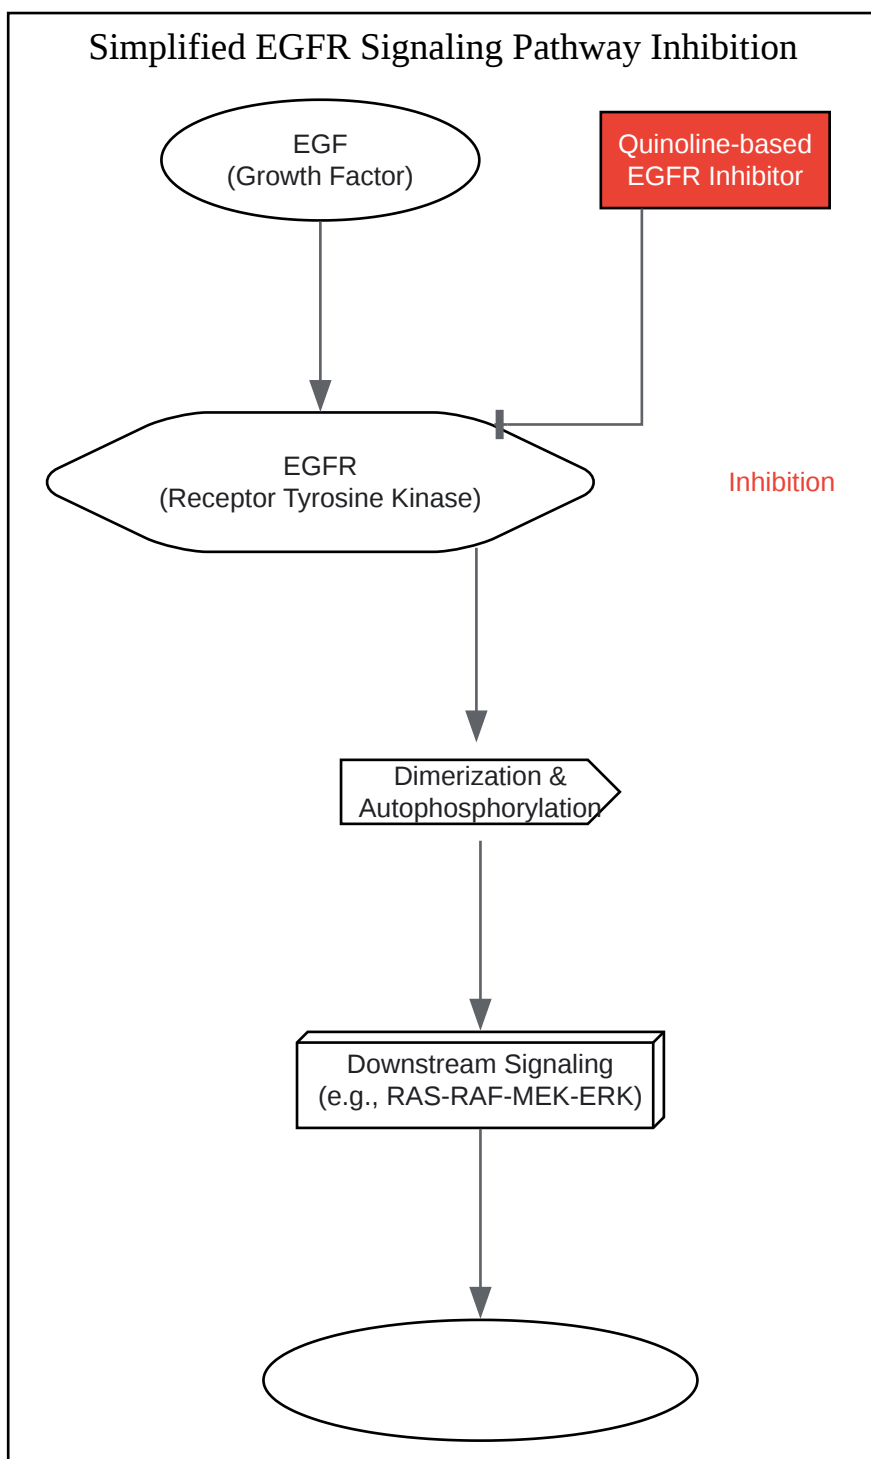 Simplified EGFR Signaling Pathway Inhibition
EGF
(Growth Factor)
Quinoline-based
EGFR Inhibitor
EGFR
(Receptor Tyrosine Kinase)
Inhibition
Dimerization &
Autophosphorylation
Downstream Signaling
(e.g., RAS-RAF-MEK-ERK)